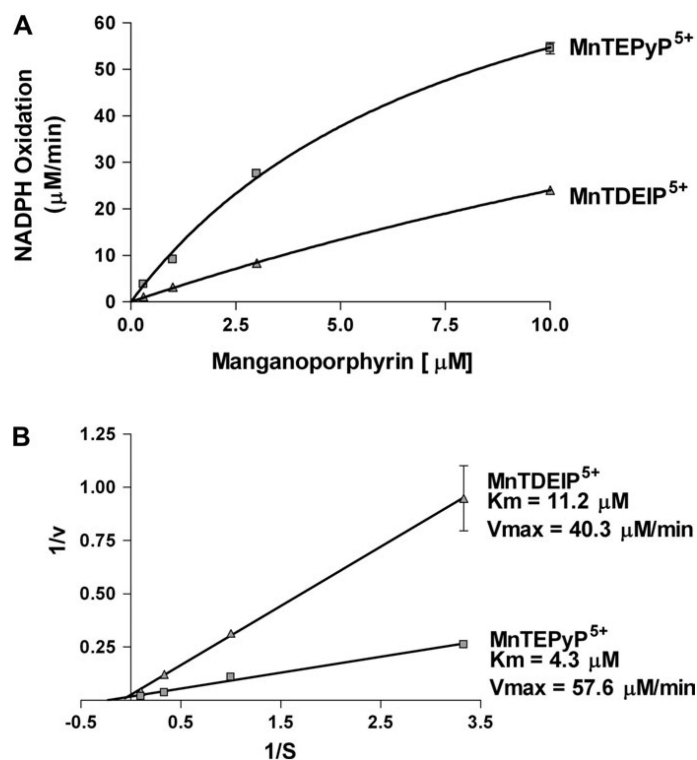 A
NADPH Oxidation
(µM/min)
60
50
40
30
20
10
0
0.0
2.5
5.0
7.5
10.0
Manganoporphyrin [ µM]
MnTEPyP5+
MnTDEIP5+
B
1/v
1.25
1.00
0.75
0.50
0.25
-0.5
0.5
1.5
2.5
3.5
1/S
MnTDEIP5+
Km = 11.2 µM
Vmax = 40.3 µM/min
MnTEPyP5+
Km = 4.3 µM
Vmax = 57.6 µM/min